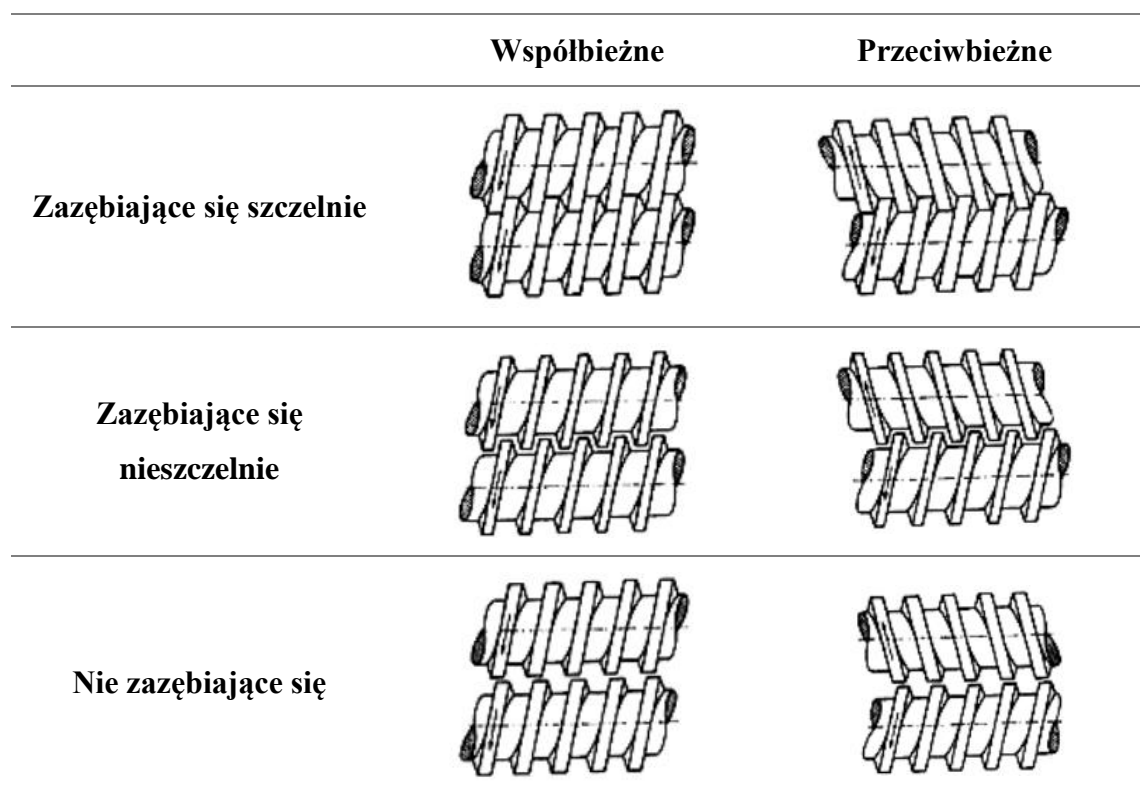 Współbieżne Przeciwbieżne
Zazębiające się szczelnie
Zazębiające się
nieszczelnie
Nie zazębiające się